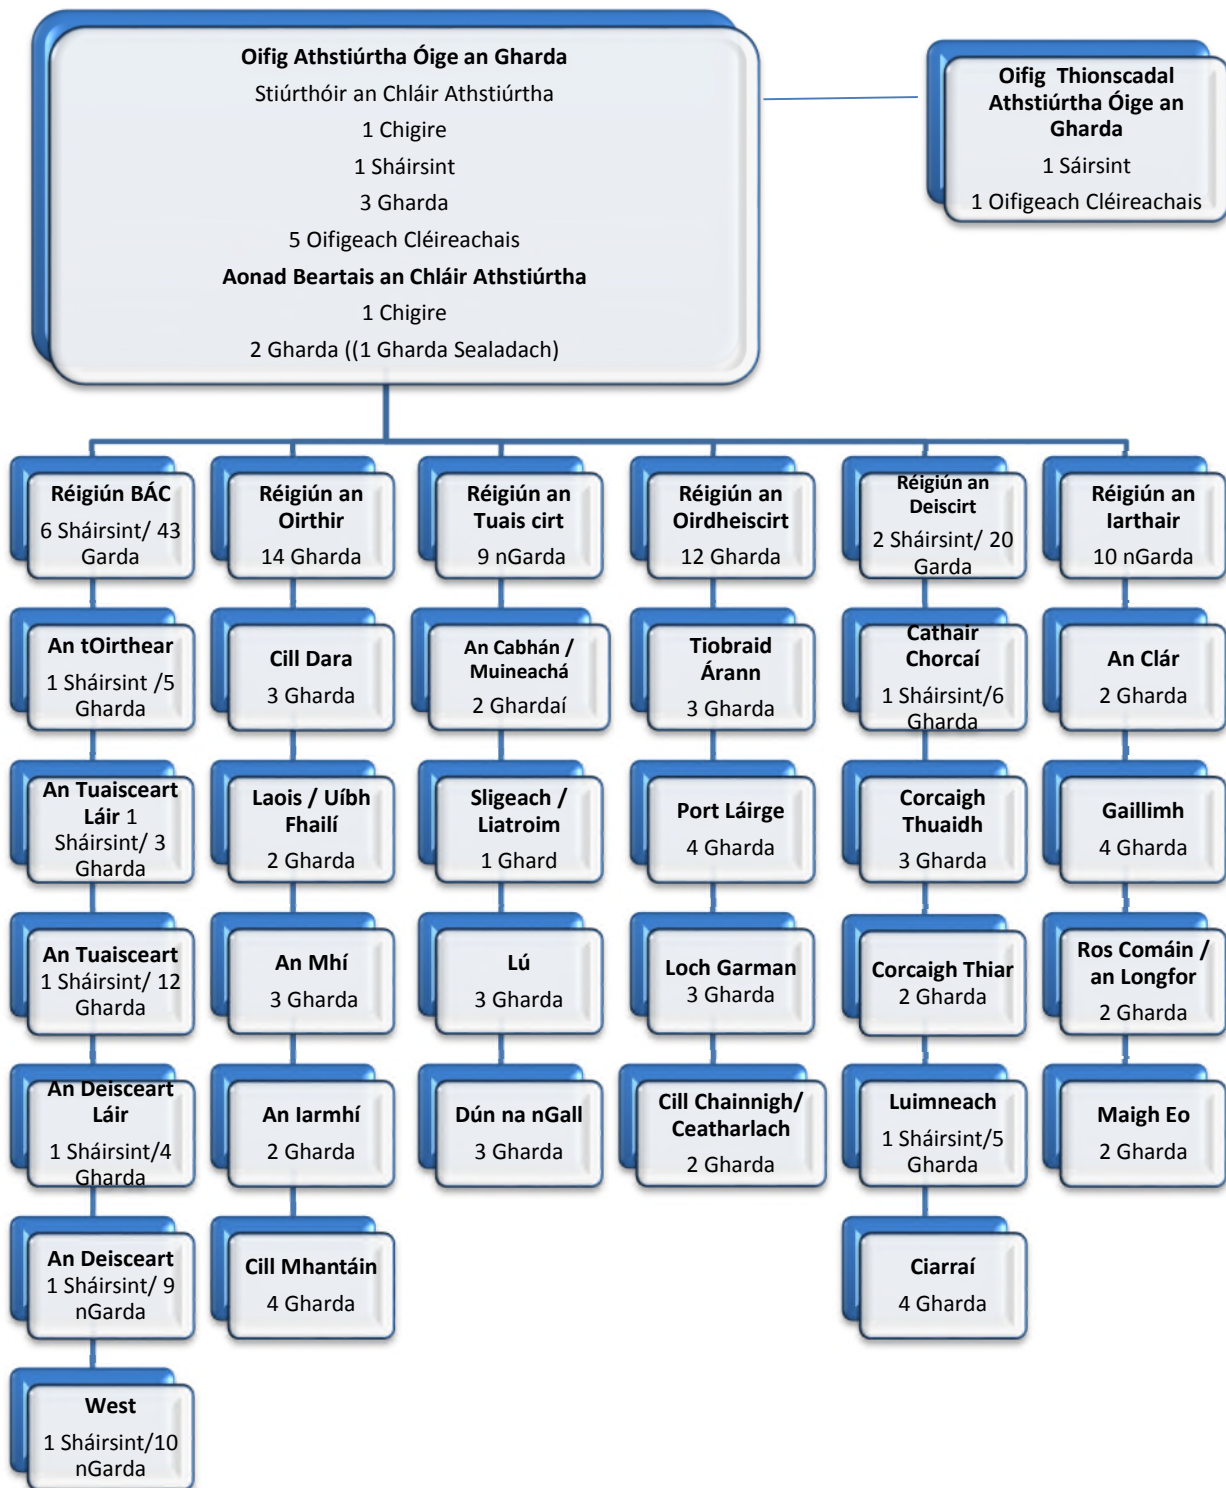 Oifig Athstiúrtha Óige an Gharda
Stiúrthóir an Chláir Athstiúrtha
1 Chigire
1 Sháirsint
3 Gharda
5 Oifigeach Cléireachais
Aonad Beartais an Chláir Athstiúrtha
1 Chigire
2 Gharda ((1 Gharda Sealadach)
Oifig Thionscadal
Athstiúrtha Óige an
Gharda
1 Sáirsint
1 Oifigeach Cléireachais
Réigiún BÁC
6 Sháirsint/ 43
Garda
An tOirthear
1 Sháirsint /5
Gharda
An Tuaisceart
Láir 1
Sháirsint/ 3
Gharda
An Tuaisceart
1 Sháirsint/ 12
Gharda
An Deisceart
Láir
1 Sháirsint/4
Gharda
An Deisceart
1 Sháirsint/ 9
nGarda
West
1 Sháirsint/10
nGarda
Réigiún an
Oirthir
14 Gharda
Cill Dara
3 Gharda
Laois / Uíbh
Fhailí
2 Gharda
An Mhí
3 Gharda
An Iarmhí
2 Gharda
Cill Mhantáin
4 Gharda
Réigiún an
Tuais cirt
9 nGarda
An Cabhán /
Muineachá
2 Ghardaí
Sligeach /
Liatroim
1 Ghard
Lú
3 Gharda
Dún na nGall
3 Gharda
Réigiún an
Oirdheiscirt
12 Gharda
Tiobraid
Árann
3 Gharda
Port Láirge
4 Gharda
Loch Garman
3 Gharda
Cill Chainnigh/
Ceatharlach
2 Gharda
Réigiún an
Deiscirt
2 Sháirsint/ 20
Garda
Cathair
Chorcaí
1 Sháirsint/6
Gharda
Corcaigh
Thuaidh
3 Gharda
Corcaigh Thiar
2 Gharda
Luimneach
1 Sháirsint/5
Gharda
Ciarraí
4 Gharda
Réigiún an
Iarthair
10 nGarda
An Clár
2 Gharda
Gaillimh
4 Gharda
Ros Comáin /
an Longfor
2 Gharda
Maigh Eo
2 Gharda